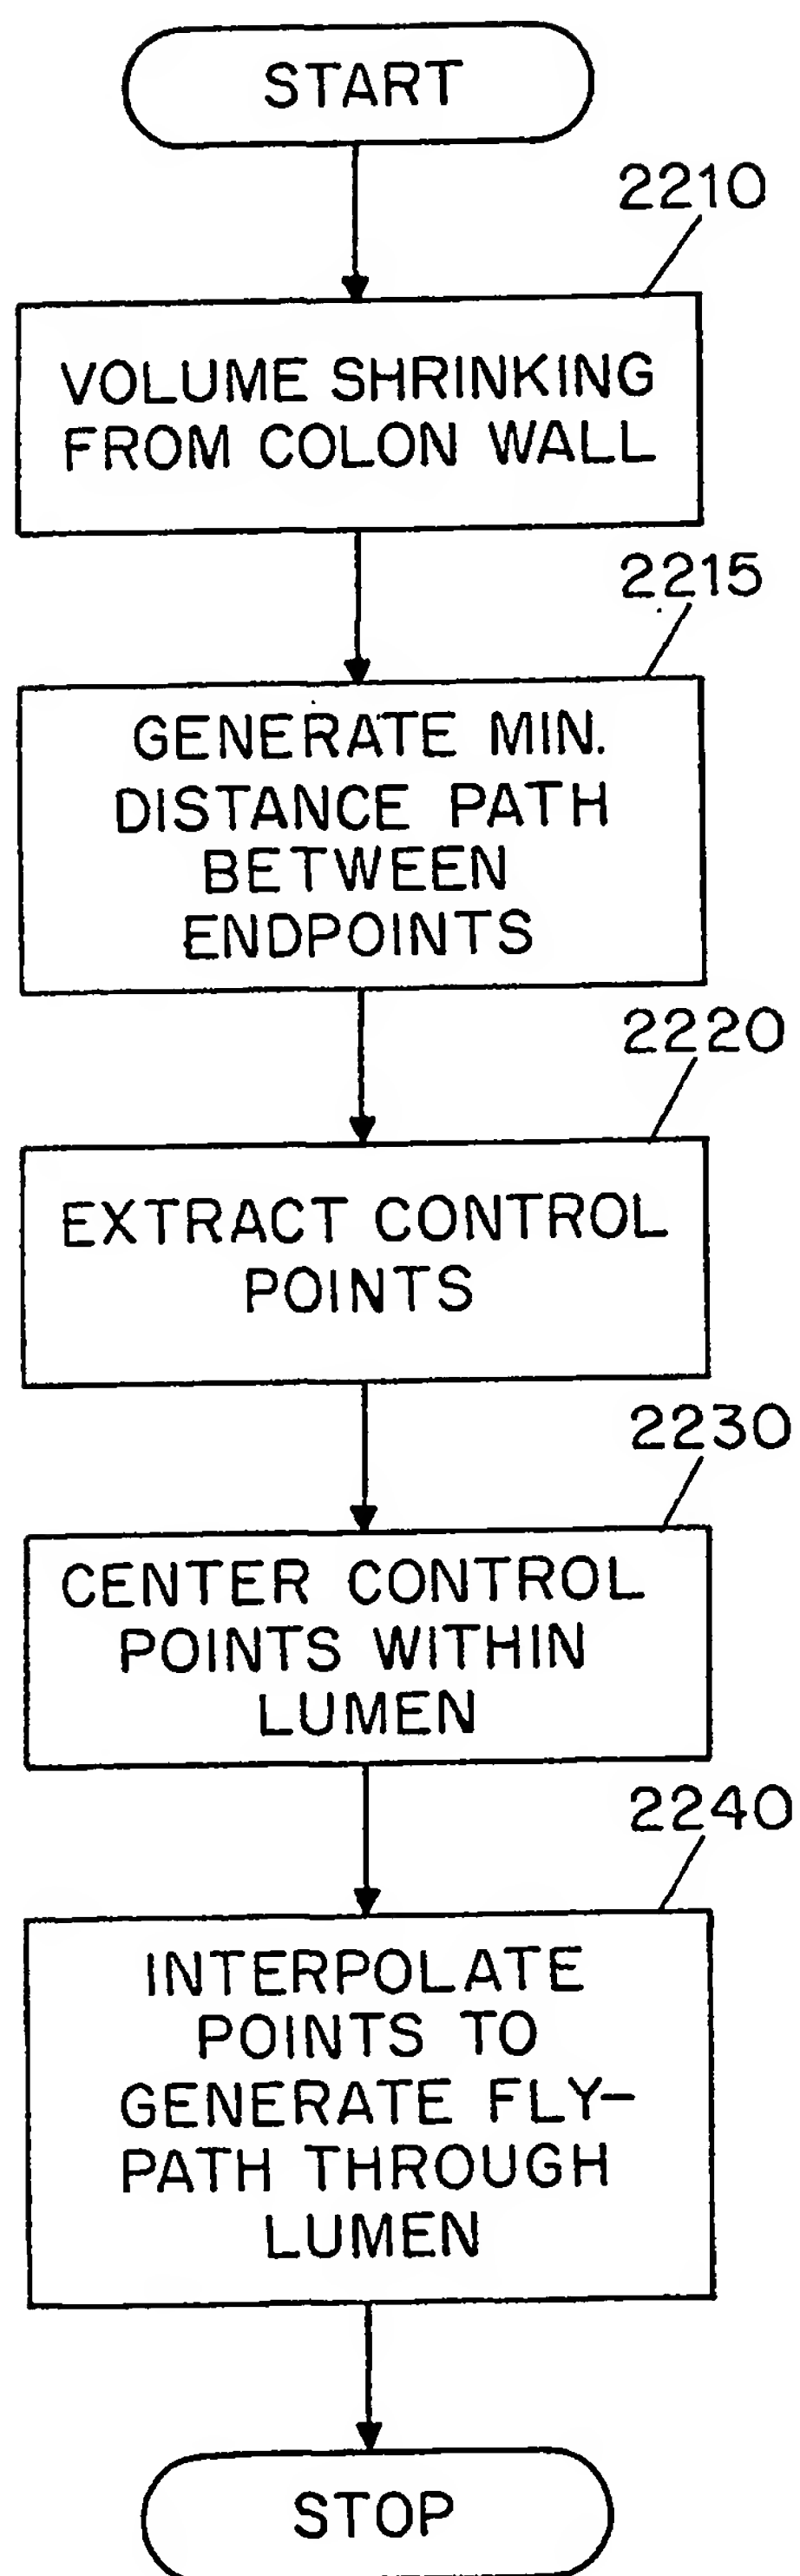 START
2210
VOLUME SHRINKING
FROM COLON WALL
2215
GENERATE MIN.
DISTANCE PATH
BETWEEN
ENDPOINTS
2220
EXTRACT CONTROL
POINTS
2230
CENTER CONTROL
POINTS WITHIN
LUMEN
2240
INTERPOLATE
POINTS TO
GENERATE FLY-
PATH THROUGH
LUMEN
STOP